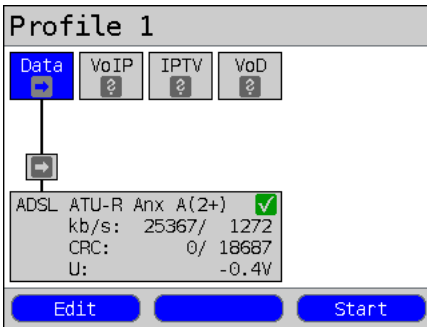 Profile 1
Data VoIP IPTV VoD
? ? ?
ADSL ATU-R Anx A(2+)
kb/s: 25367/ 1272
CRC: 0/ 18687
U: -0.4V
Edit Start